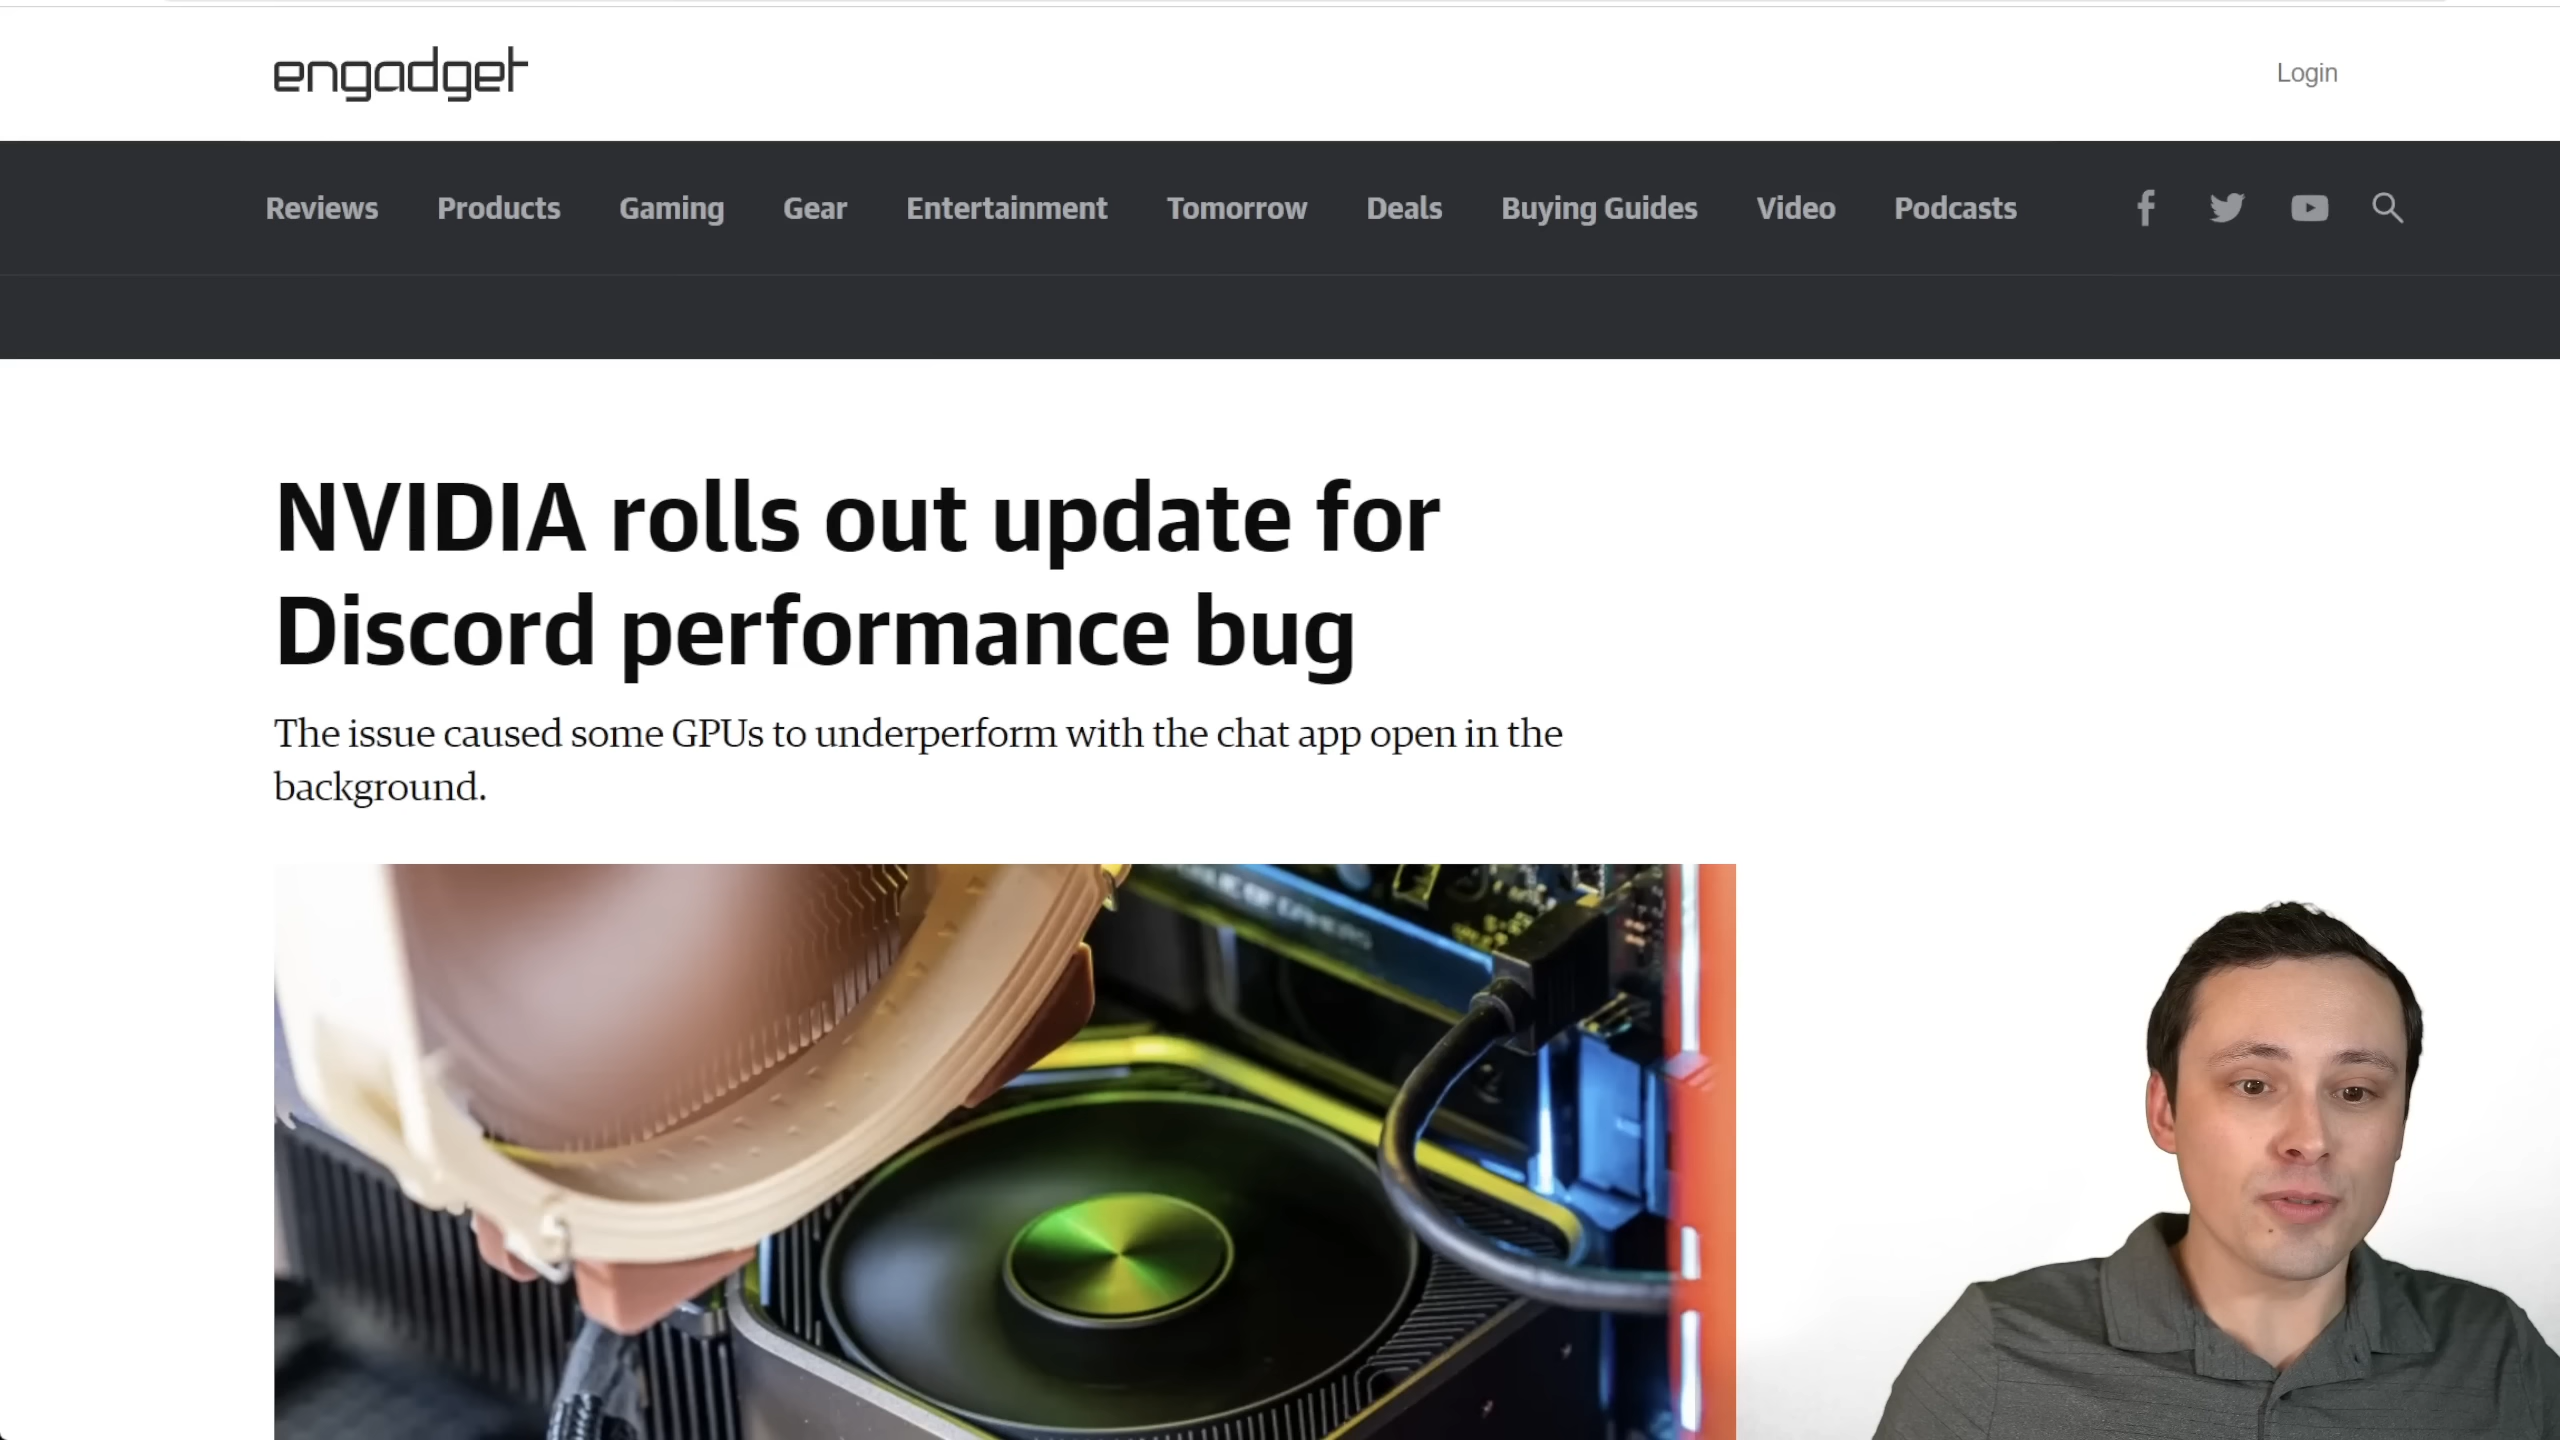 engadget
Login
Reviews Products Gaming Gear Entertainment Tomorrow Deals Buying Guides Video Podcasts
NVIDIA rolls out update for
Discord performance bug
The issue caused some GPUs to underperform with the chat app open in the
background.